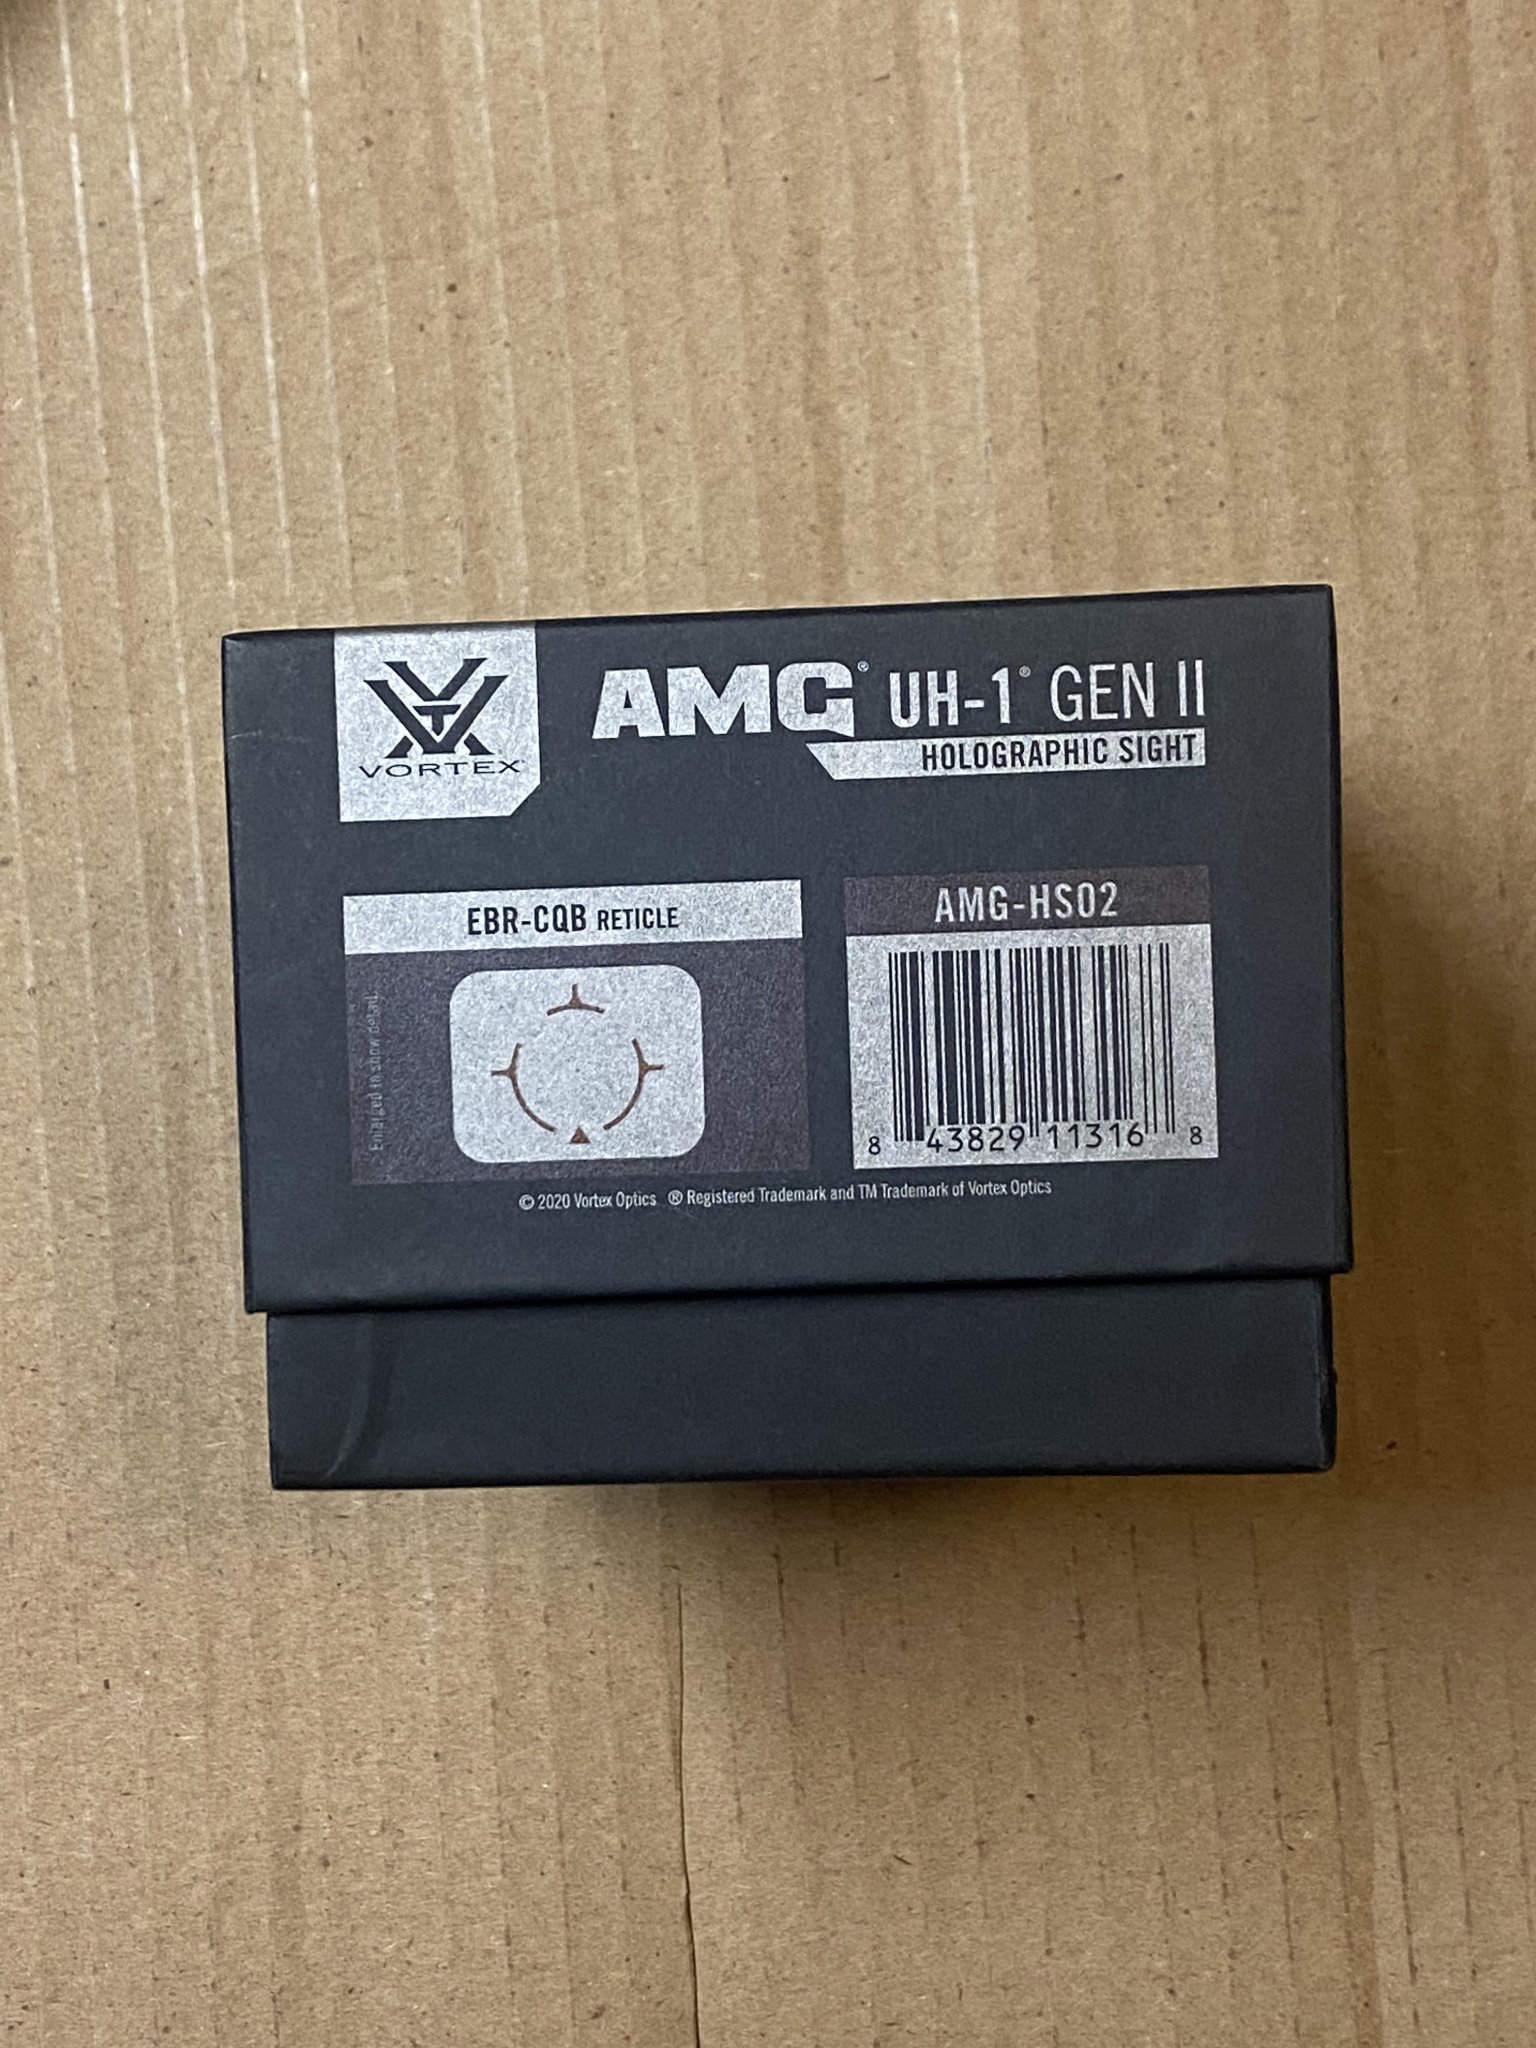 VORTEX
AMG® UH-1® GEN II
HOLOGRAPHIC SIGHT
EBR-CQB RETICLE
Enlarged to show detail.
AMG-HS02
8 43829 11316 8
© 2020 Vortex Optics ® Registered Trademark and TM Trademark of Vortex Optics